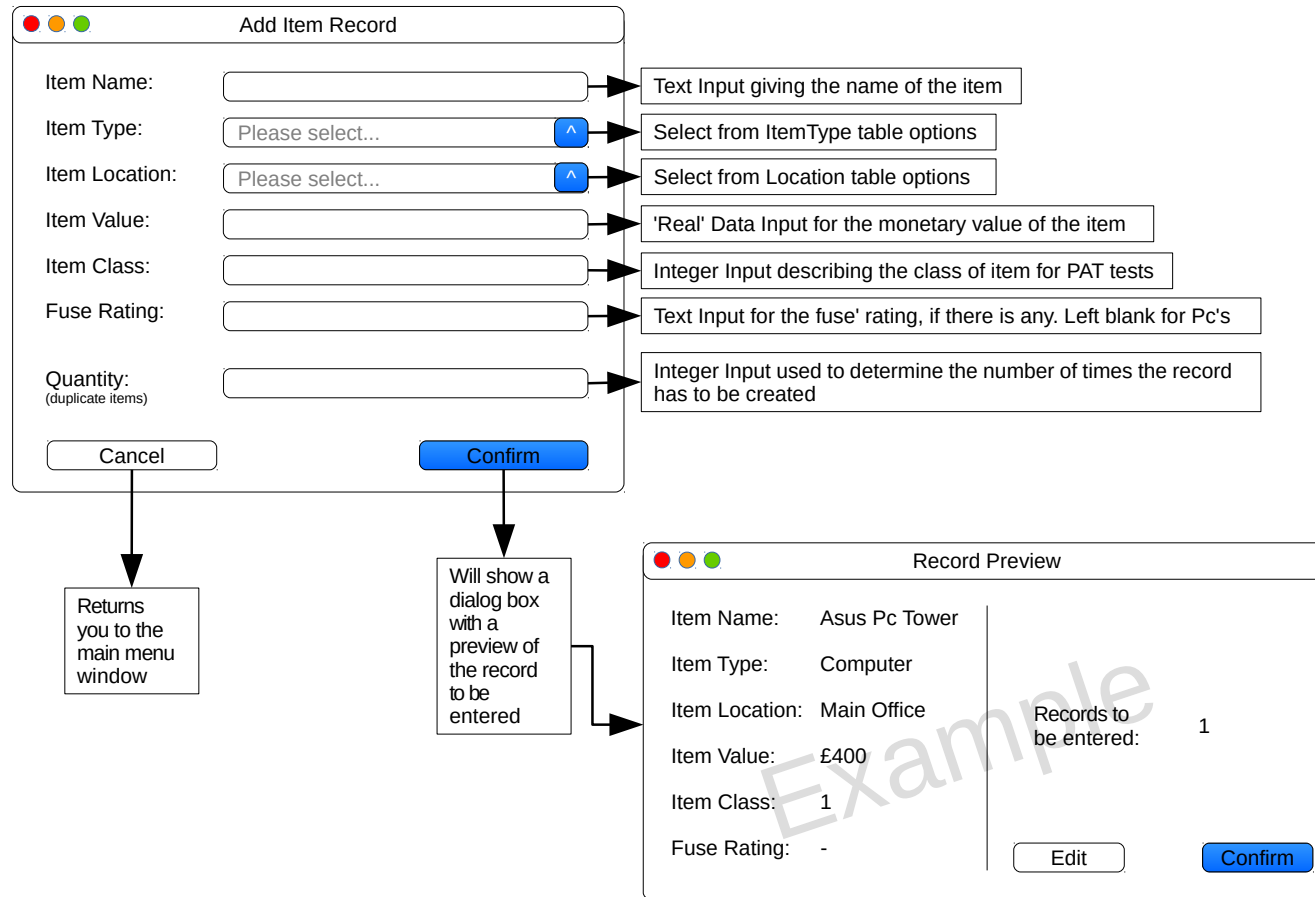 Add Item Record
Item Name:
Text Input giving the name of the item
Item Type:
Please select...
^
Select from ItemType table options
Item Location:
Please select...
^
Select from Location table options
Item Value:
'Real' Data Input for the monetary value of the item
Item Class:
Integer Input describing the class of item for PAT tests
Fuse Rating:
Text Input for the fuse' rating, if there is any. Left blank for Pc's
Quantity:
(duplicate items)
Integer Input used to determine the number of times the record
has to be created
Cancel
Confirm
Returns
you to the
main menu
window
Will show a
dialog box
with a
preview of
the record
to be
entered
Record Preview
Item Name: Asus Pc Tower
Item Type: Computer
Item Location: Main Office
Item Value: £400
Item Class: 1
Fuse Rating: -
Records to
be entered:
1
Example
Edit
Confirm